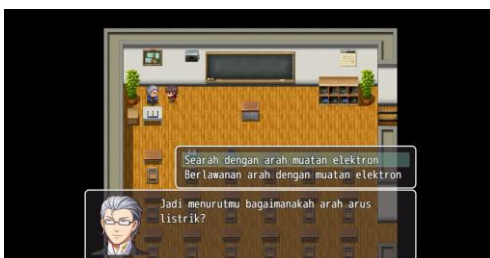 Searah dengan arah muatan elektron
Berlawanan arah dengan muatan elektron
Jadi menurutmu bagaimanakah arah arus
listrik?